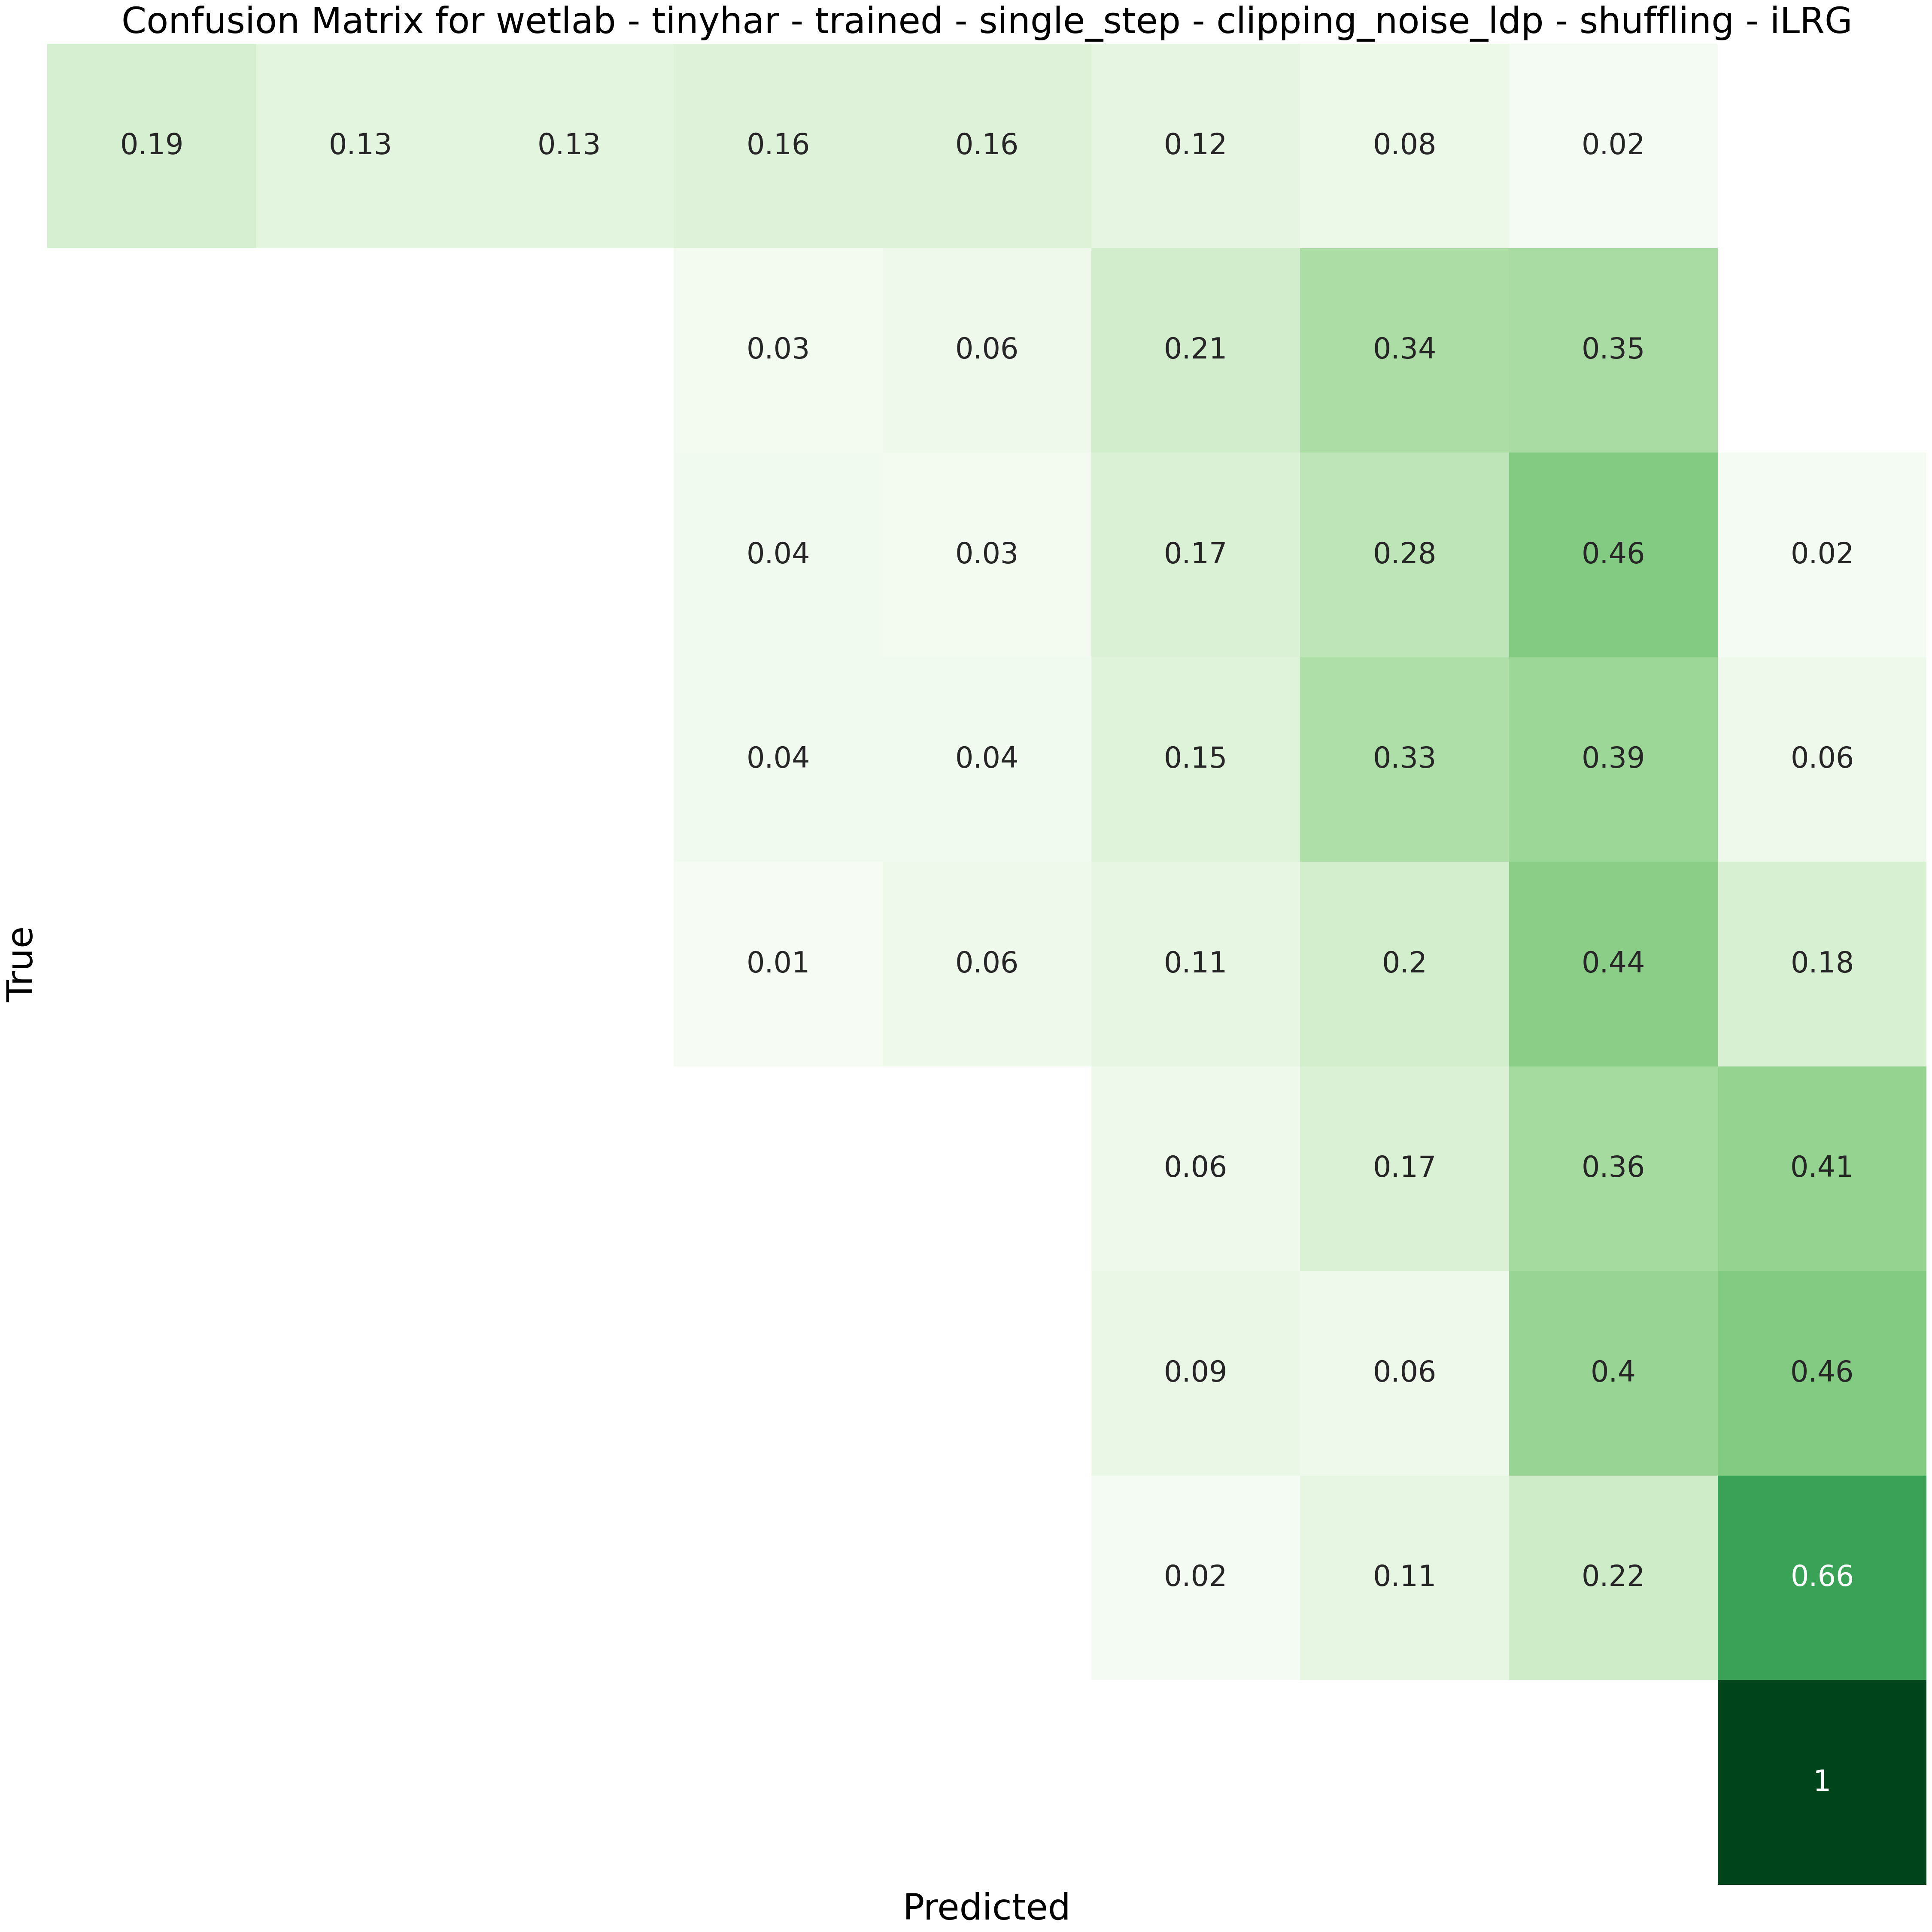 Confusion Matrix for wetlab - tinyhar - trained - single_step - clipping_noise_ldp - shuffling - iLRG
0.19 0.13 0.13 0.16 0.16 0.12 0.08 0.02
0.03 0.06 0.21 0.34 0.35
0.04 0.03 0.17 0.28 0.46 0.02
0.04 0.04 0.15 0.33 0.39 0.06
0.01 0.06 0.11 0.2 0.44 0.18
0.06 0.17 0.36 0.41
0.09 0.06 0.4 0.46
0.02 0.11 0.22 0.66
1
True
Predicted